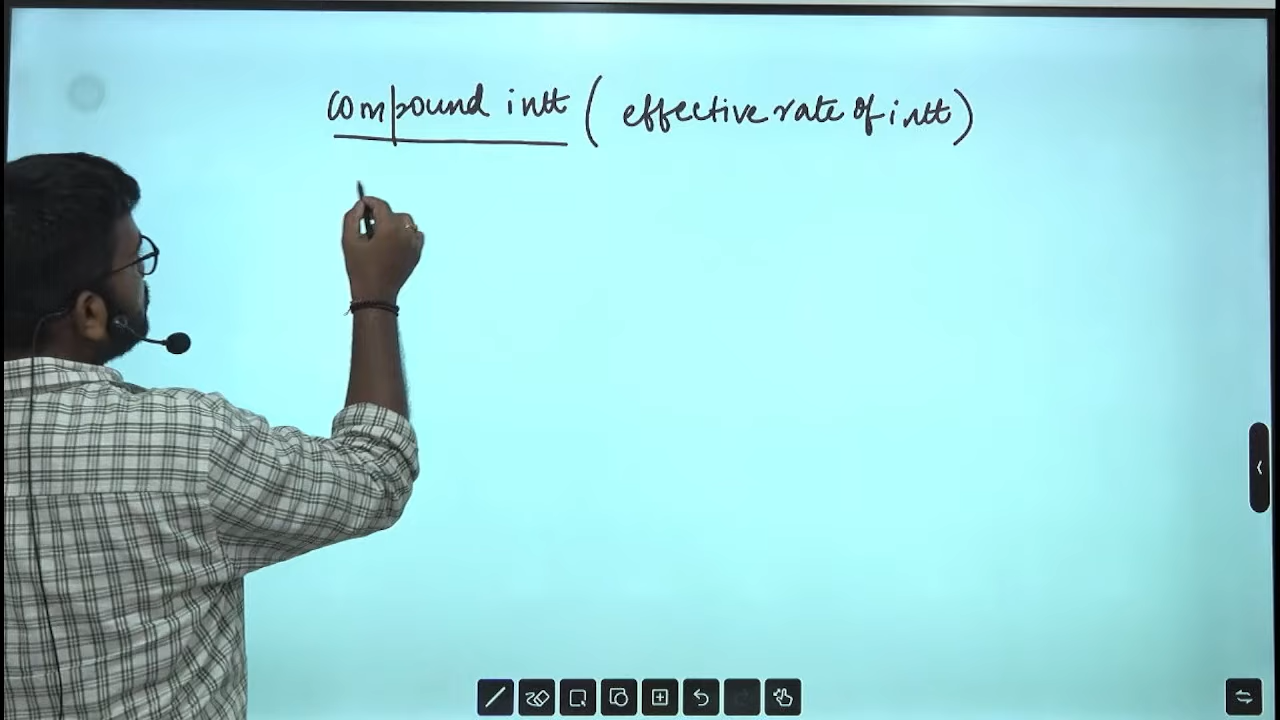 compound intt ( effective rate of intt)